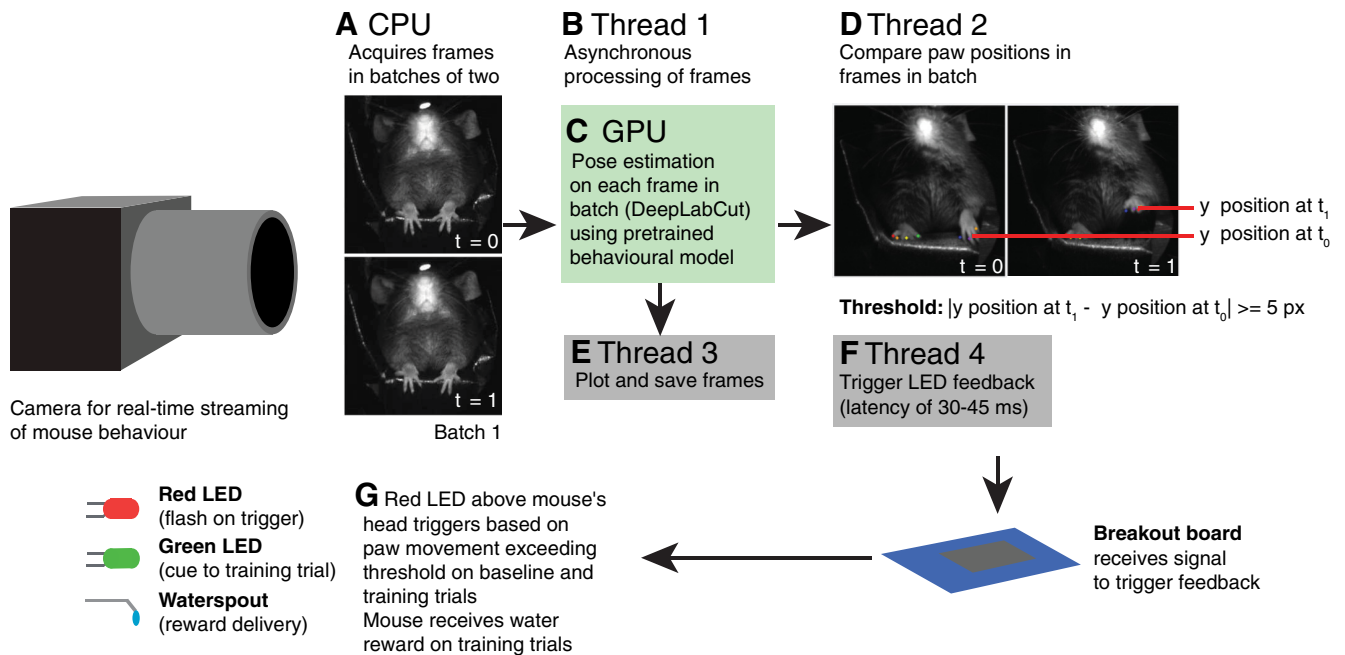 A CPU
Acquires frames
in batches of two
t = 0
t = 1
Batch 1
B Thread 1
Asynchronous
processing of frames
C GPU
Pose estimation
on each frame in
batch (DeepLabCut)
using pretrained
behavioural model
D Thread 2
Compare paw positions in
frames in batch
t = 0
t = 1
y position at t1
y position at t0
Threshold: |y position at t1 - y position at t0| >= 5 px
E Thread 3
Plot and save frames
F Thread 4
Trigger LED feedback
(latency of 30-45 ms)
Camera for real-time streaming
of mouse behaviour
Red LED
(flash on trigger)
Green LED
(cue to training trial)
Waterspout
(reward delivery)
G Red LED above mouse's
head triggers based on
paw movement exceeding
threshold on baseline and
training trials
Mouse receives water
reward on training trials
Breakout board
receives signal
to trigger feedback